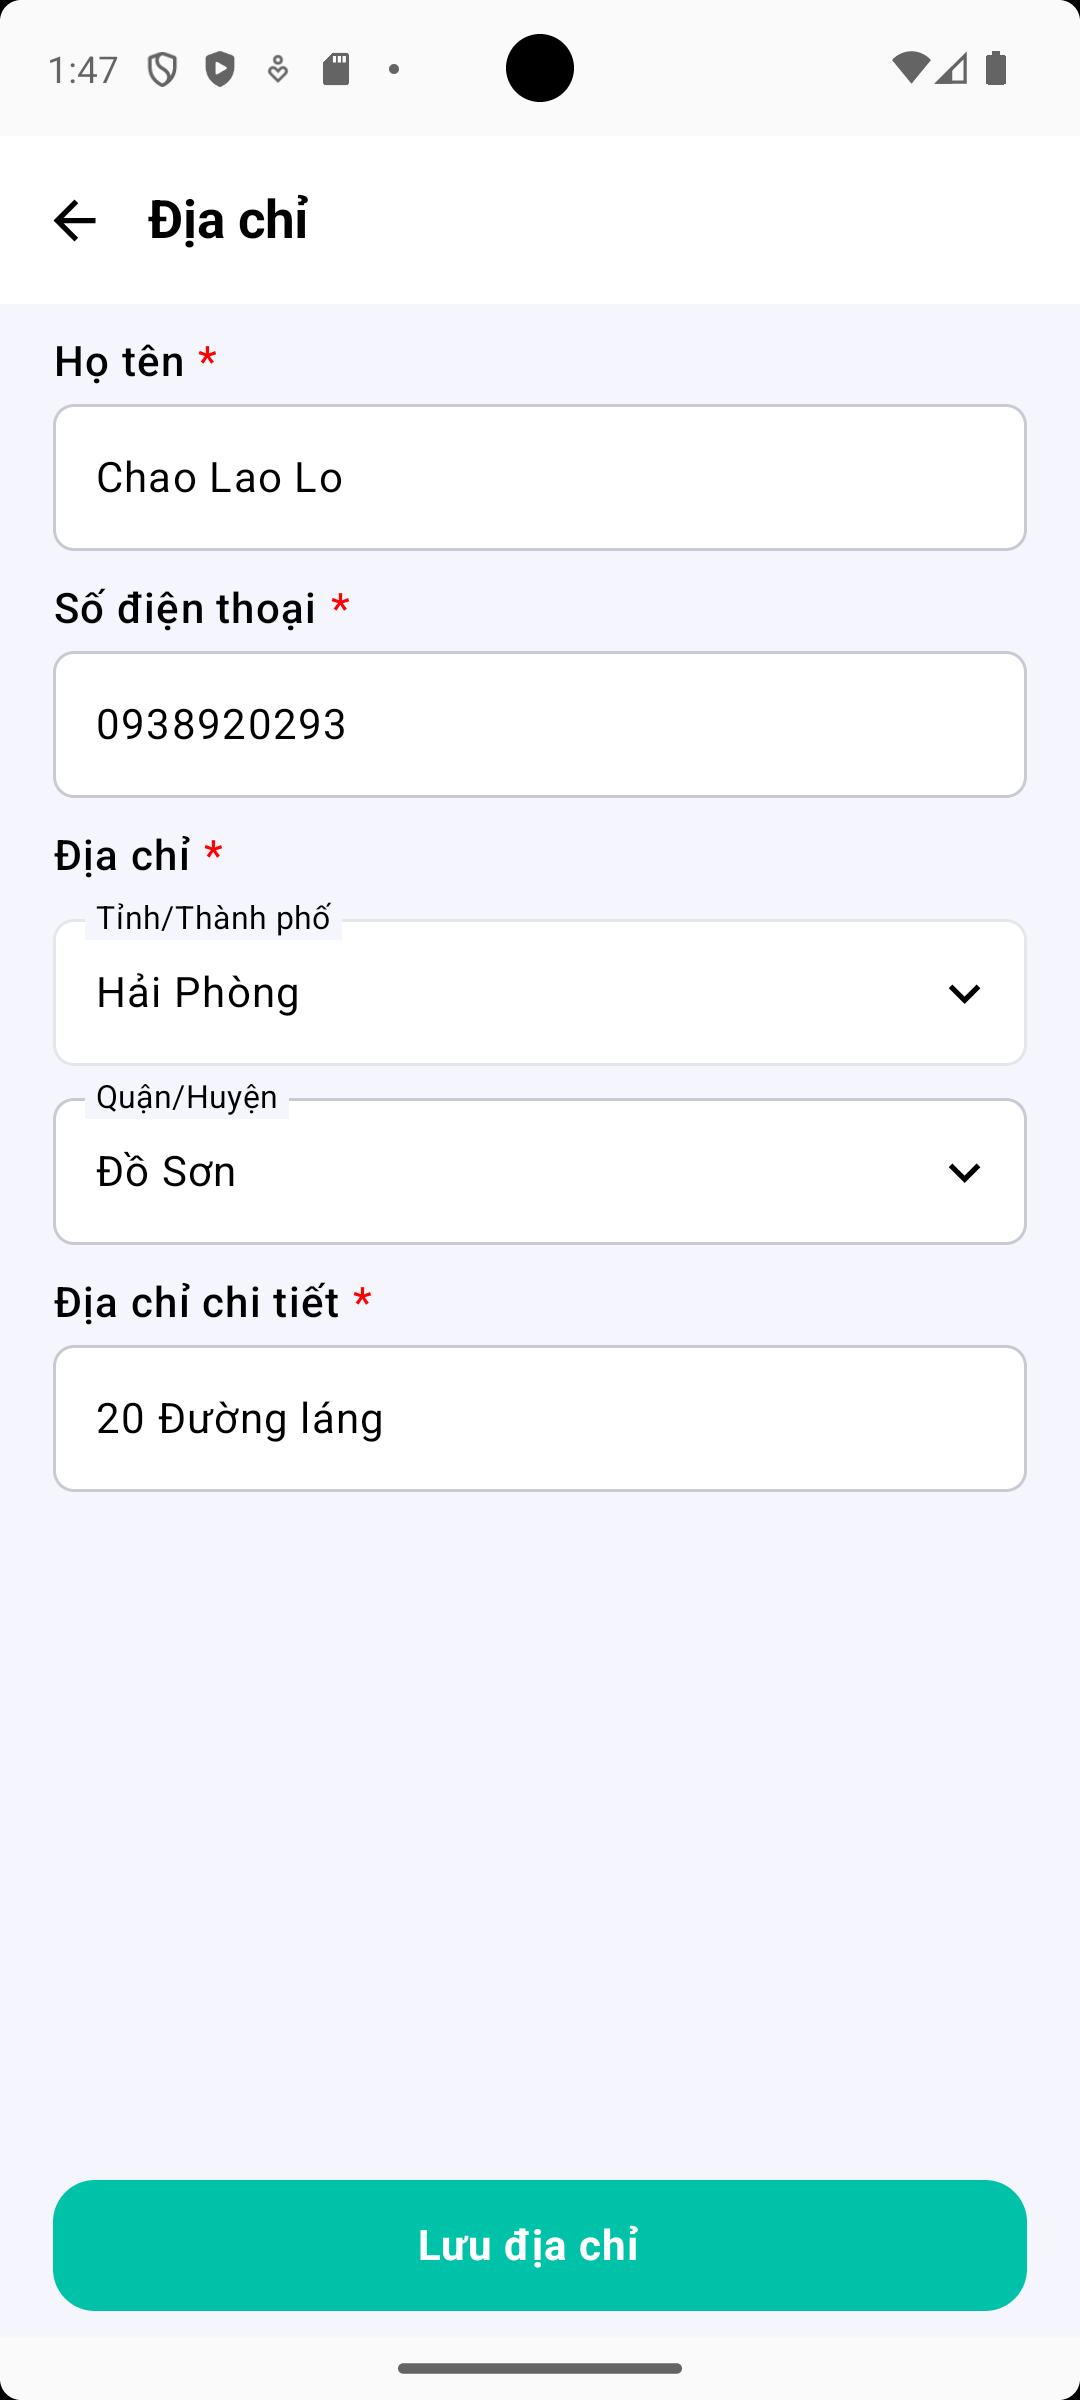 1:47
Địa chỉ
Họ tên *
Chao Lao Lo
Số điện thoại *
0938920293
Địa chỉ *
Tỉnh/Thành phố
Hải Phòng
Quận/Huyện
Đồ Sơn
Địa chỉ chi tiết *
20 Đường láng
Lưu địa chỉ